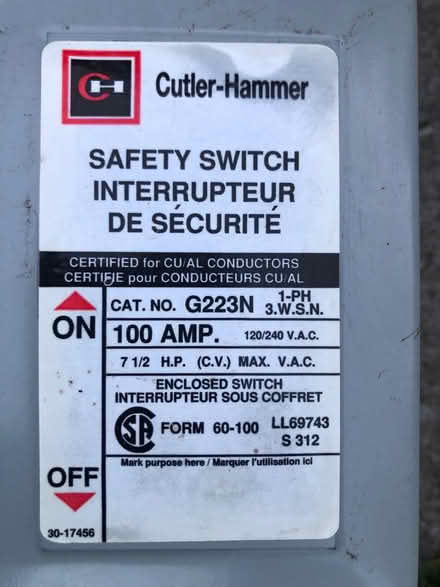 CH Cutler-Hammer
SAFETY SWITCH
INTERRUPTEUR
DE SÉCURITÉ
CERTIFIED for CU/AL CONDUCTORS
CERTIFIE pour CONDUCTEURS CU/AL
ON
CAT. NO. G223N 1-PH 3.W.S.N.
100 AMP. 120/240 V.A.C.
7 1/2 H.P. (C.V.) MAX. V.A.C.
ENCLOSED SWITCH
INTERRUPTEUR SOUS COFFRET
SA FORM 60-100 LL69743
S 312
Mark purpose here / Marquer l'utilisation ici
OFF
30-17456